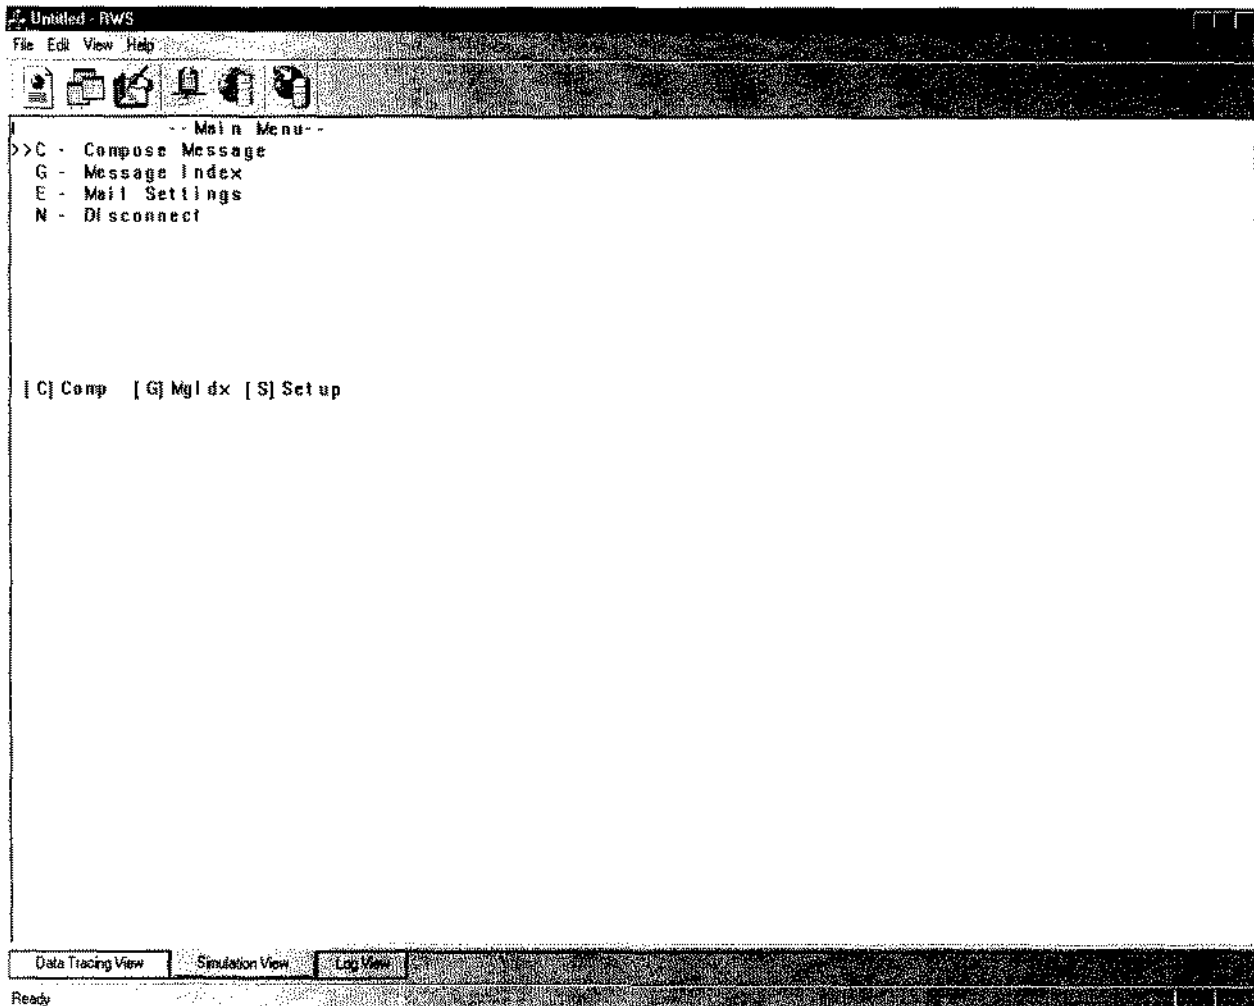 Untitled - RWS
File Edit View Help
--Main Menu--
>>C - Compose Message
G - Message Index
E - Mail Settings
N - Disconnect
[C] Comp [G] MgIdx [S] Setup
Data Tracing View Simulation View Log View
Ready